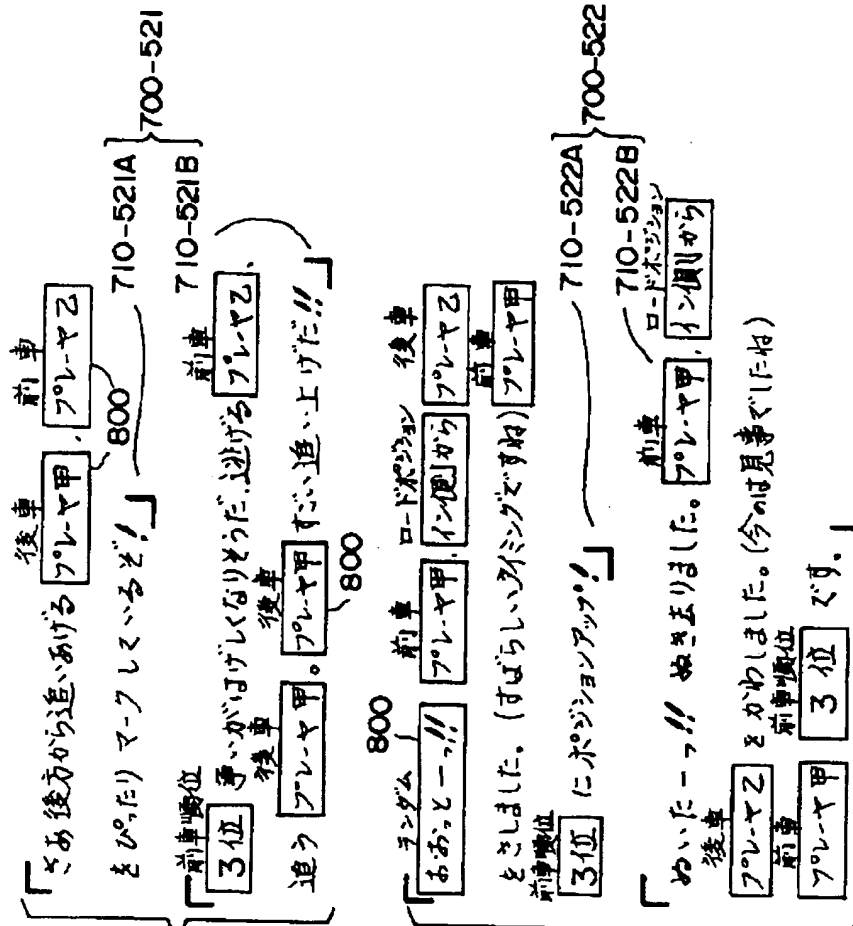 後車 前車
「さあ後方から追いあげる プレーヤ甲 、 プレーヤ乙
800
をぴったりマークしているぞ!」
710-521A
710-521B
700-521
前車順位 前車
「3位 争いがはげしくなりそうだ、逃げる プレーヤ乙 、
後車 後車
追う プレーヤ甲 。 プレーヤ甲 すごい追い上げだ!!」
800
800
ランダム 前車 ロードポジション 後車
「おおっとーっ!! プレーヤ甲 、 イン側から プレーヤ乙
前車
をさしました。(すばらしいタイミングですね) プレーヤ甲
前車順位
3位 にポジションアップ!」
710-522A
710-522B
700-522
前車 ロードポジション
「ぬいたーっ!! ぬきさりました。 プレーヤ甲 、 イン側から
後車
プレーヤ乙 をかわしました。(今のは見事でしたね)
前車 前車順位
プレーヤ甲 3位 です。」